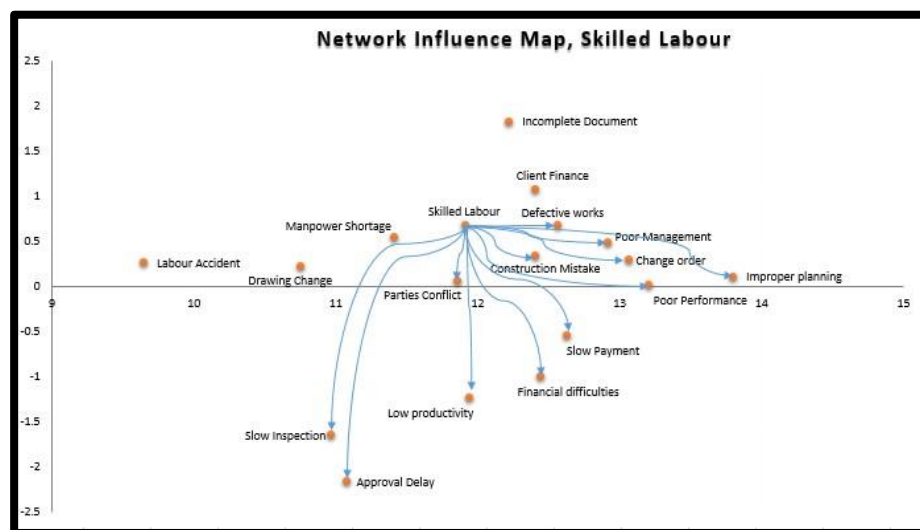 Network Influence Map, Skilled Labour
2.5
2
Incomplete Document
1.5
Client Finance
1
Skilled Labour
Defective works
Manpower Shortage
0.5
Poor Management
Labour Accident
Construction Mistake
Change order
Drawing Change
Improper planning
Parties Conflict
Poor Performance
0
9
10
11
12
13
14
15
-0.5
Slow Payment
-1
Financial difficulties
Low productivity
-1.5
Slow Inspection
-2
Approval Delay
-2.5